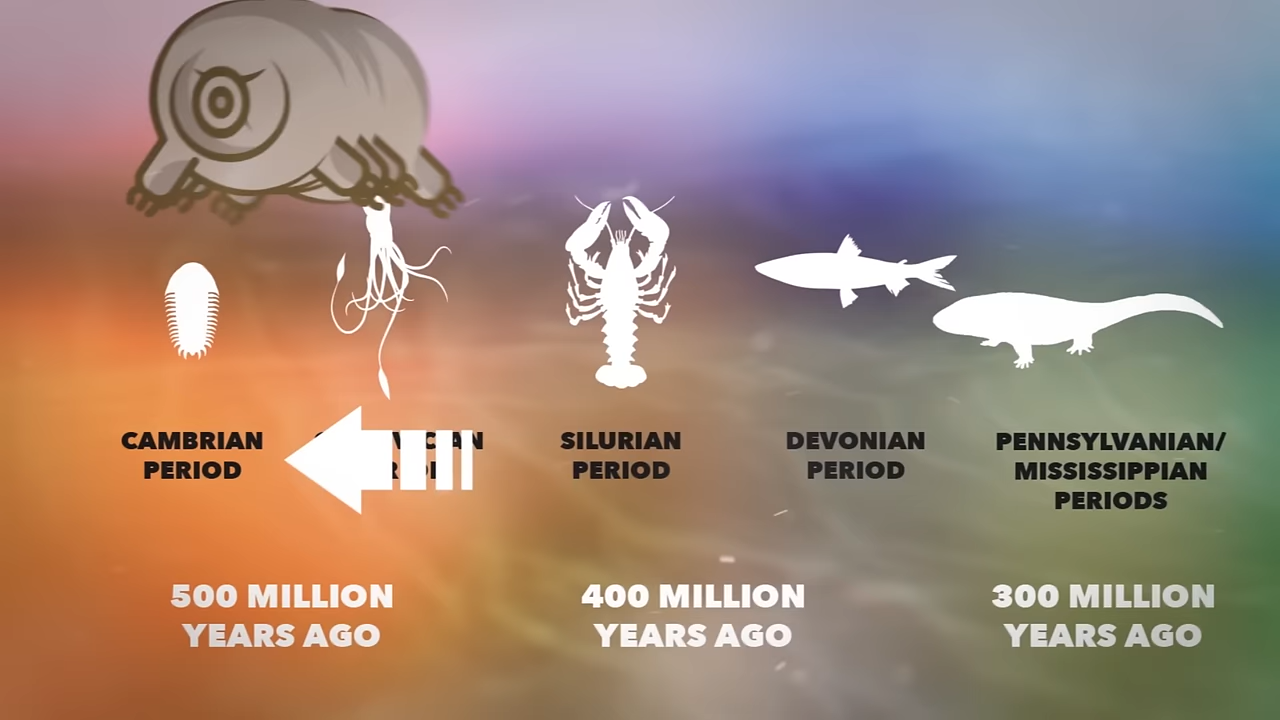 CAMBRIAN
PERIOD
SILURIAN
PERIOD
DEVONIAN
PERIOD
PENNSYLVANIAN/
MISSISSIPPIAN
PERIODS
500 MILLION
YEARS AGO
400 MILLION
YEARS AGO
300 MILLION
YEARS AGO